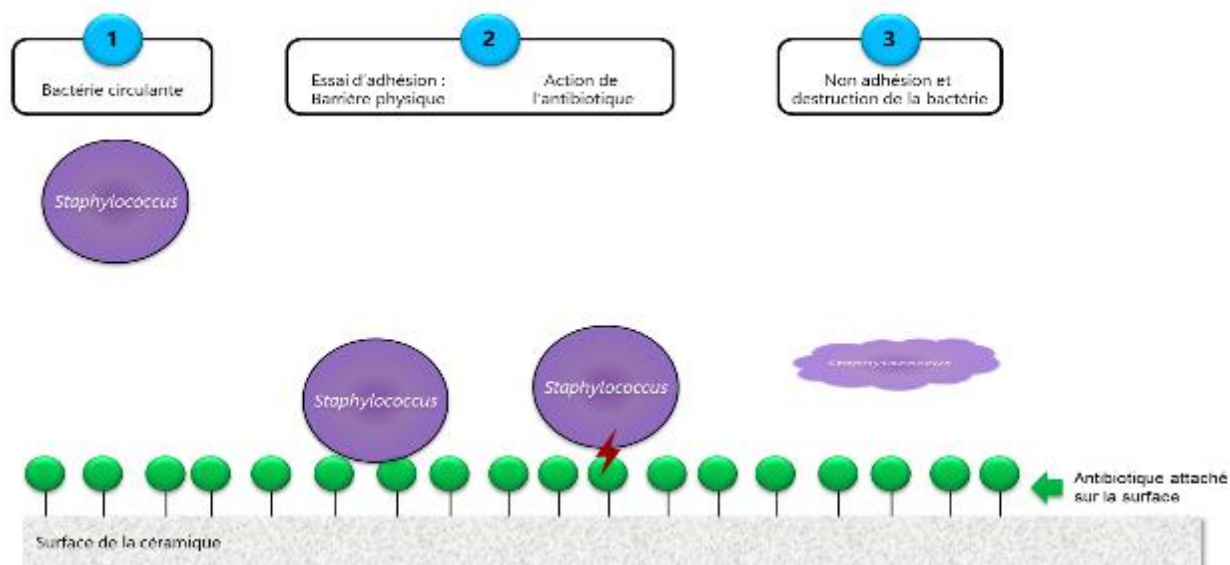 1
Bactérie circulante
2
Essai d'adhésion :
Barrière physique
Action de
l'antibiotique
3
Non adhésion et
destruction de la bactérie
Staphylococcus
Staphylococcus
Staphylococcus
Staphylococcus
Antibiotique attaché
sur la surface
Surface de la céramique